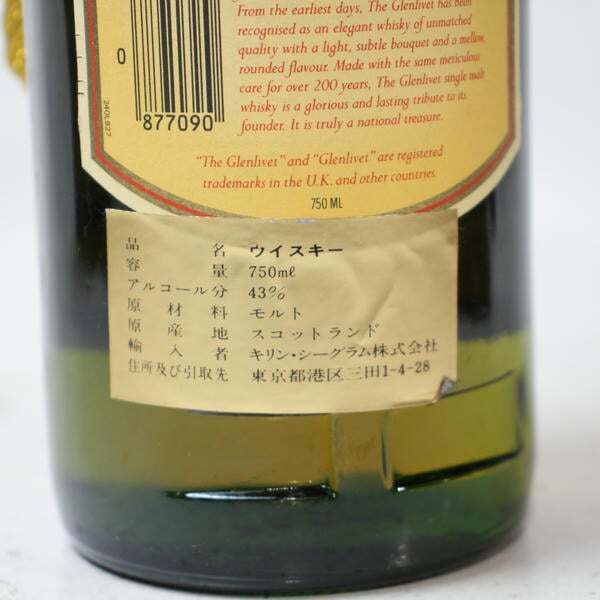 From the earliest days, The Glenlivet has been
recognised as an elegant whisky of unmatched
quality with a light, subtle bouquet and a mellow,
rounded flavour. Made with the same meticulous
care for over 200 years, The Glenlivet single malt
whisky is a glorious and lasting tribute to its
founder. It is truly a national treasure.
0
877090
240L827
"The Glenlivet" and "Glenlivet" are registered
trademarks in the U.K. and other countries.
750 ML
品名 ウイスキー
容量 750mℓ
アルコール分 43%
原材料 モルト
原産地 スコットランド
輸入者 キリン・シーグラム株式会社
住所及び引取先 東京都港区三田1-4-28